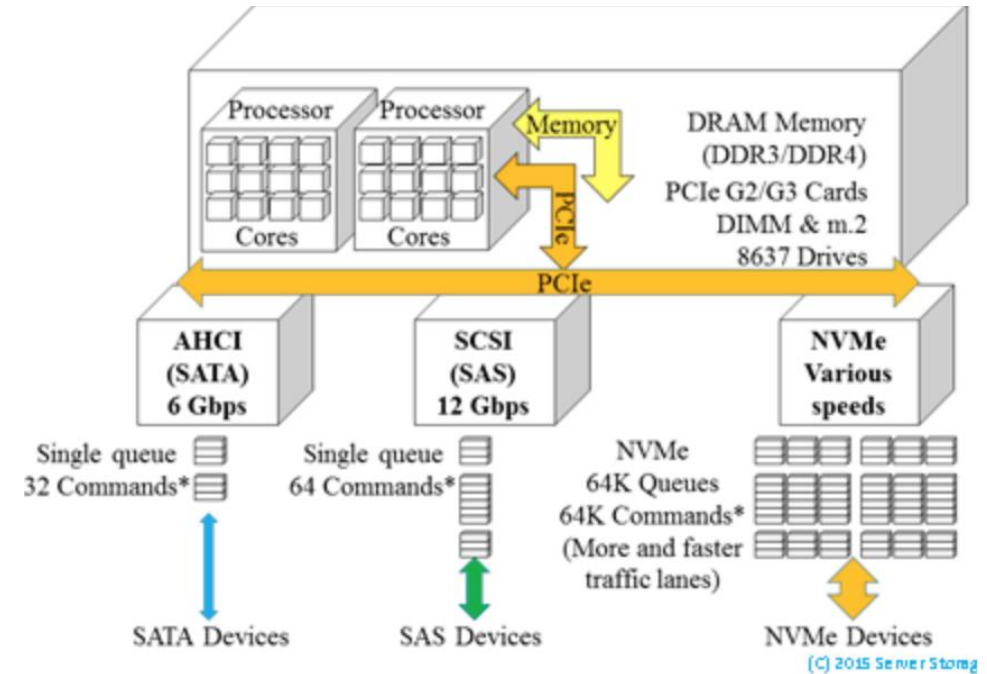 Processor
Processor
Memory
DRAM Memory
(DDR3/DDR4)
PCIe G2/G3 Cards
DIMM & m.2
8637 Drives
Cores
Cores
PCIe
PCIe
AHCI
(SATA)
6 Gbps
SCSI
(SAS)
12 Gbps
NVMe
Various
speeds
Single queue
32 Commands*
Single queue
64 Commands*
NVMe
64K Queues
64K Commands*
(More and faster
traffic lanes)
SATA Devices
SAS Devices
NVMe Devices
(C) 2015 Server